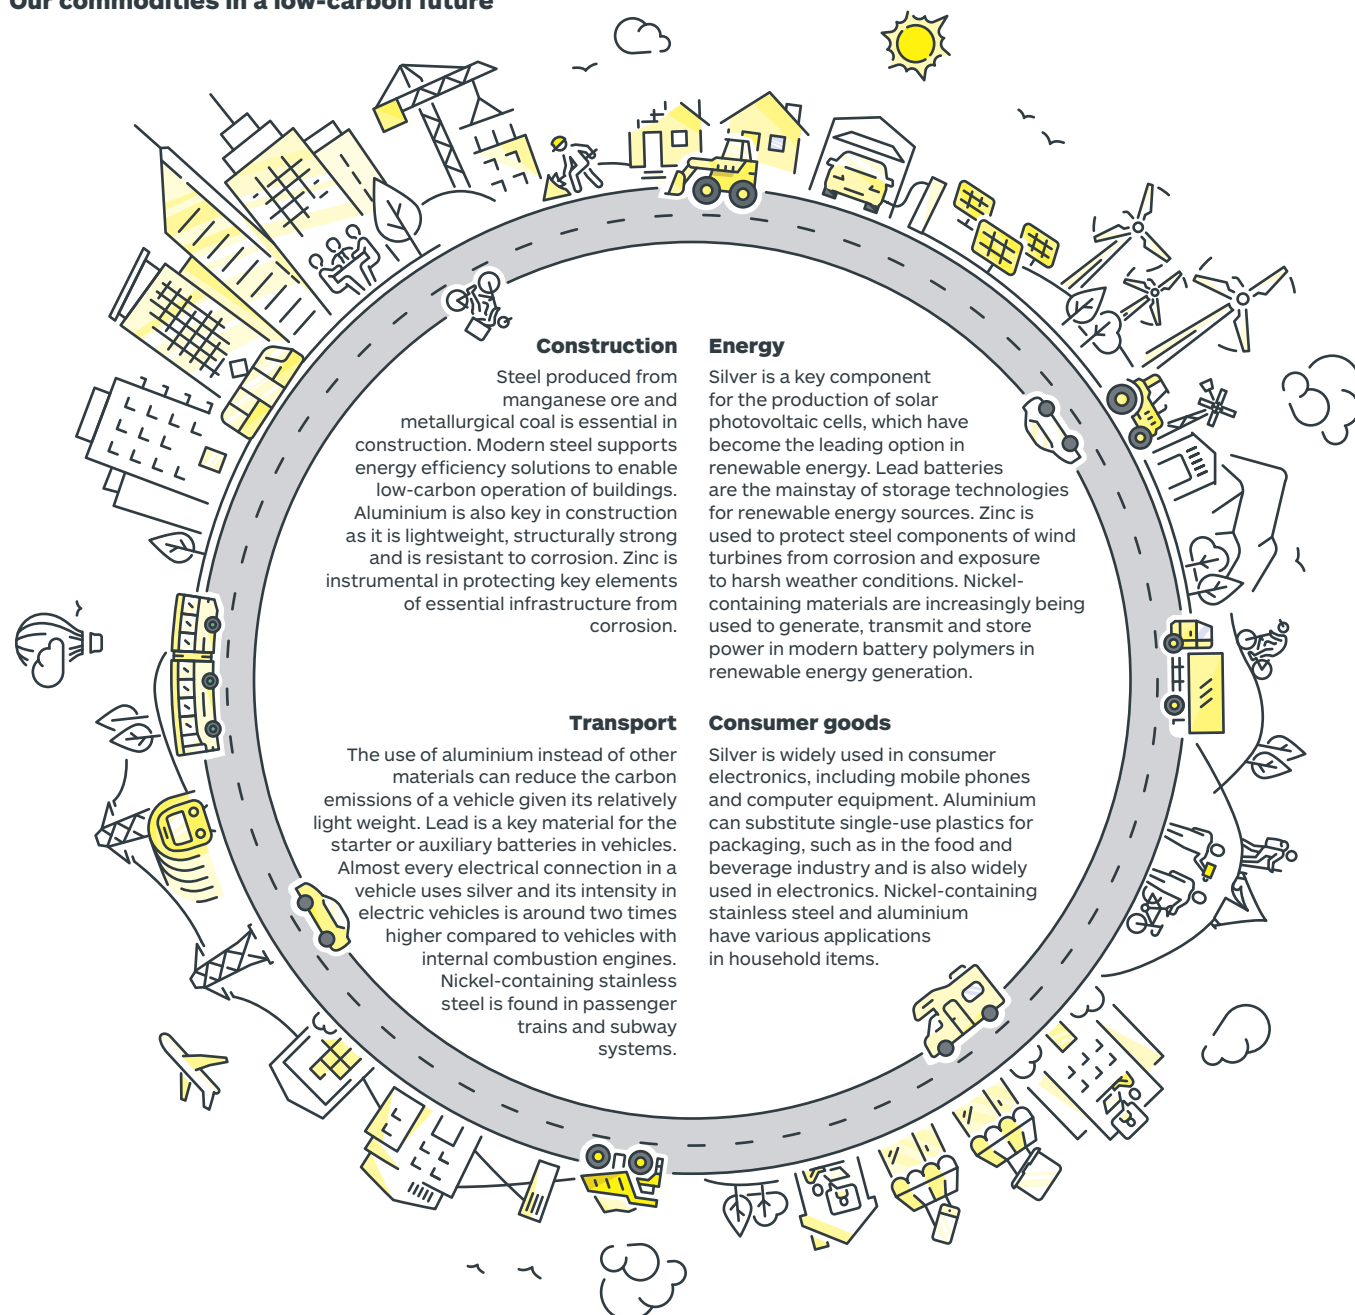 Our commodities in a low-carbon future
Construction
Steel produced from
manganese ore and
metallurgical coal is essential in
construction. Modern steel supports
energy efficiency solutions to enable
low-carbon operation of buildings.
Aluminium is also key in construction
as it is lightweight, structurally strong
and is resistant to corrosion. Zinc is
instrumental in protecting key elements
of essential infrastructure from
corrosion.
Energy
Silver is a key component
for the production of solar
photovoltaic cells, which have
become the leading option in
renewable energy. Lead batteries
are the mainstay of storage technologies
for renewable energy sources. Zinc is
used to protect steel components of wind
turbines from corrosion and exposure
to harsh weather conditions. Nickel-
containing materials are increasingly being
used to generate, transmit and store
power in modern battery polymers in
renewable energy generation.
Transport
The use of aluminium instead of other
materials can reduce the carbon
emissions of a vehicle given its relatively
light weight. Lead is a key material for the
starter or auxiliary batteries in vehicles.
Almost every electrical connection in a
vehicle uses silver and its intensity in
electric vehicles is around two times
higher compared to vehicles with
internal combustion engines.
Nickel-containing stainless
steel is found in passenger
trains and subway
systems.
Consumer goods
Silver is widely used in consumer
electronics, including mobile phones
and computer equipment. Aluminium
can substitute single-use plastics for
packaging, such as in the food and
beverage industry and is also widely
used in electronics. Nickel-containing
stainless steel and aluminium
have various applications
in household items.